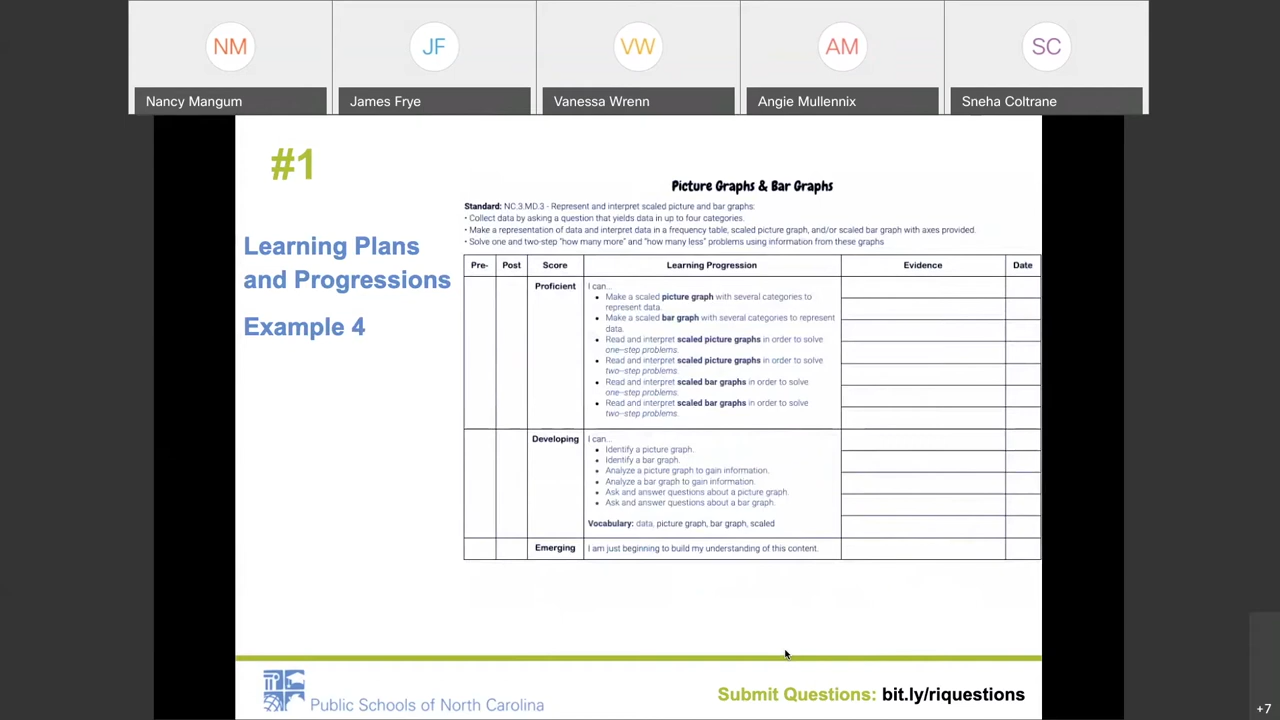 NM
JF
VW
AM
SC
Nancy Mangum
James Frye
Vanessa Wrenn
Angie Mullennix
Sneha Coltrane
#1
Learning Plans
and Progressions
Example 4
Picture Graphs & Bar Graphs
Standard: NC.3.MD.3 - Represent and interpret scaled picture and bar graphs:
• Collect data by asking a question that yields data in up to four categories.
• Make a representation of data and interpret data in a frequency table, scaled picture graph, and/or scaled bar graph with axes provided.
• Solve one and two-step "how many more" and "how many less" problems using information from these graphs
Pre- Post Score Learning Progression Evidence Date
Proficient
I can...
• Make a scaled picture graph with several categories to
represent data.
• Make a scaled bar graph with several categories to represent
data.
• Read and interpret scaled picture graphs in order to solve
one-step problems.
• Read and interpret scaled picture graphs in order to solve
two-step problems.
• Read and interpret scaled bar graphs in order to solve
one-step problems.
• Read and interpret scaled bar graphs in order to solve
two-step problems.
Developing
I can...
• Identify a picture graph.
• Identify a bar graph.
• Analyze a picture graph to gain information.
• Analyze a bar graph to gain information.
• Ask and answer questions about a picture graph.
• Ask and answer questions about a bar graph.
Vocabulary: data, picture graph, bar graph, scaled
Emerging
I am just beginning to build my understanding of this content.
Public Schools of North Carolina
Submit Questions: bit.ly/riquestions
+7